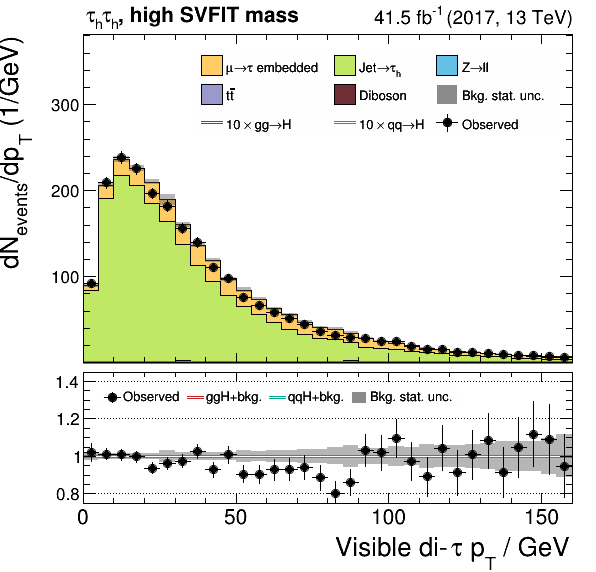 τhτh, high SVFIT mass
41.5 fb-1 (2017, 13 TeV)
dNevents/dpT (1/GeV)
μ→τ embedded
Jet→τh
Z→ll
tt̄
Diboson
Bkg. stat. unc.
10 × gg→H
10 × qq→H
Observed
300
200
100
Observed
ggH+bkg.
qqH+bkg.
Bkg. stat. unc.
1.4
1.2
1
0.8
0
50
100
150
Visible di-τ pT / GeV